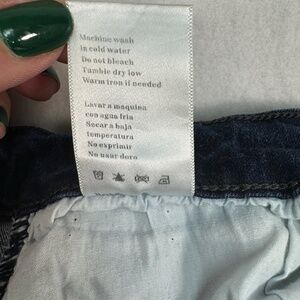 Machine wash
in cold water
Do not bleach
Tumble dry low
Warm iron if needed
Lavar a maquina
con agua fria
Secar a baja
temperatura
No exprimir
No usar doro